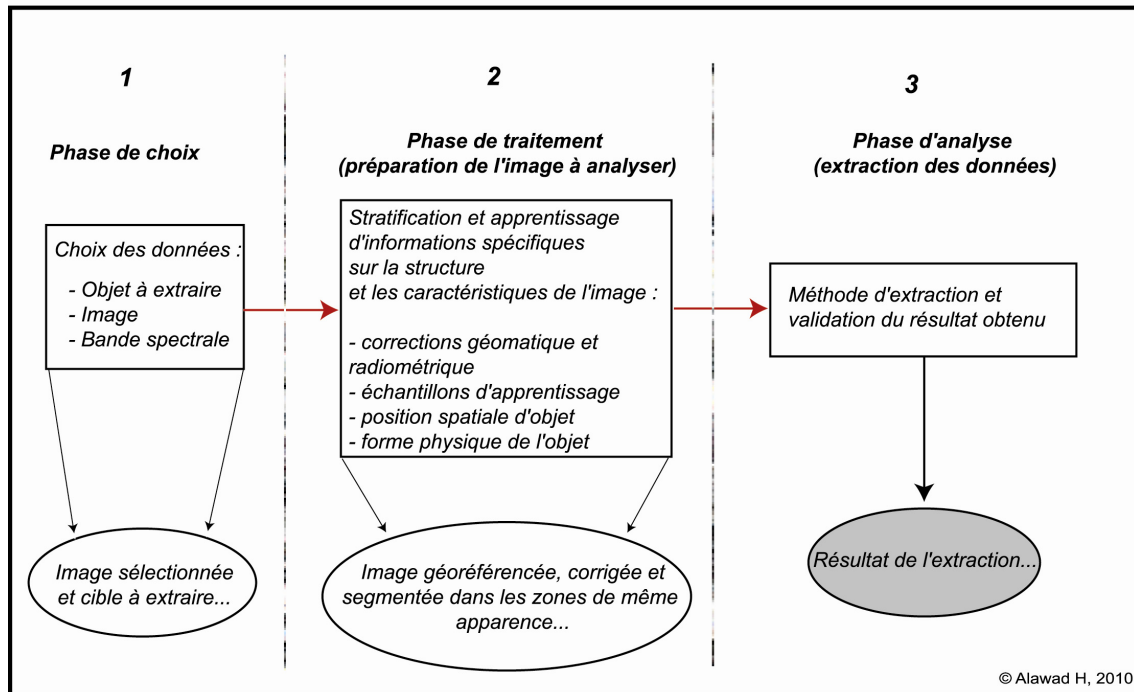 1
Phase de choix
Choix des données :
- Objet à extraire
- Image
- Bande spectrale
Image sélectionnée
et cible à extraire...
2
Phase de traitement
(préparation de l'image à analyser)
Stratification et apprentissage
d'informations spécifiques
sur la structure
et les caractéristiques de l'image :
- corrections géomatique et
radiométrique
- échantillons d'apprentissage
- position spatiale d'objet
- forme physique de l'objet
Image géoréférencée, corrigée et
segmentée dans les zones de même
apparence...
3
Phase d'analyse
(extraction des données)
Méthode d'extraction et
validation du résultat obtenu
Résultat de l'extraction...
© Alawad H, 2010